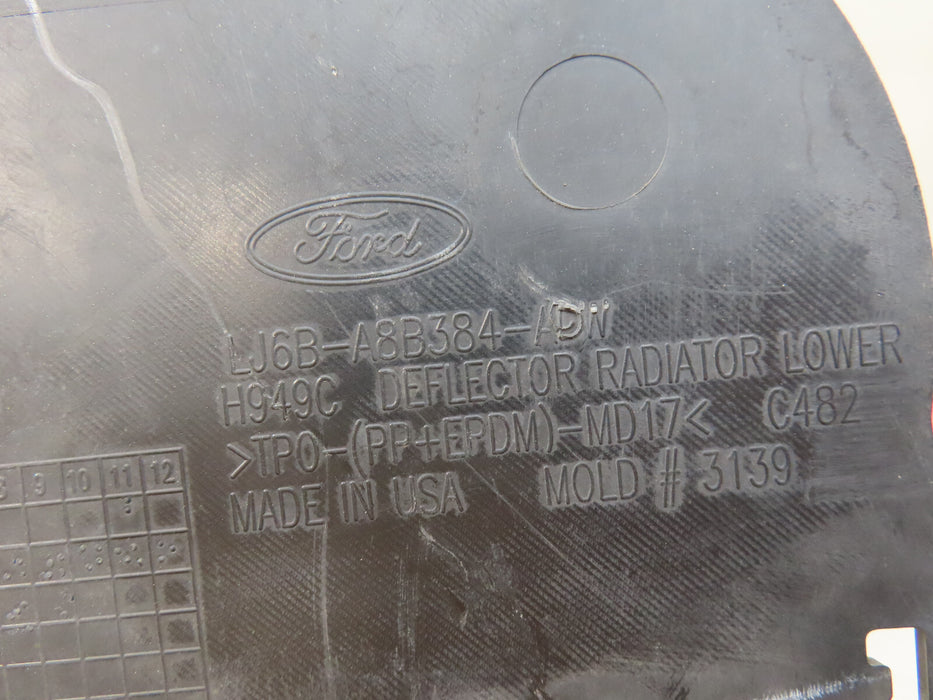 Ford
LJ6B-A8B384-ADW
H949C DEFLECTOR RADIATOR LOWER
>TPO-(PP+EPDM)-MD17< C482
MADE IN USA MOLD # 3139
9 10 11 12